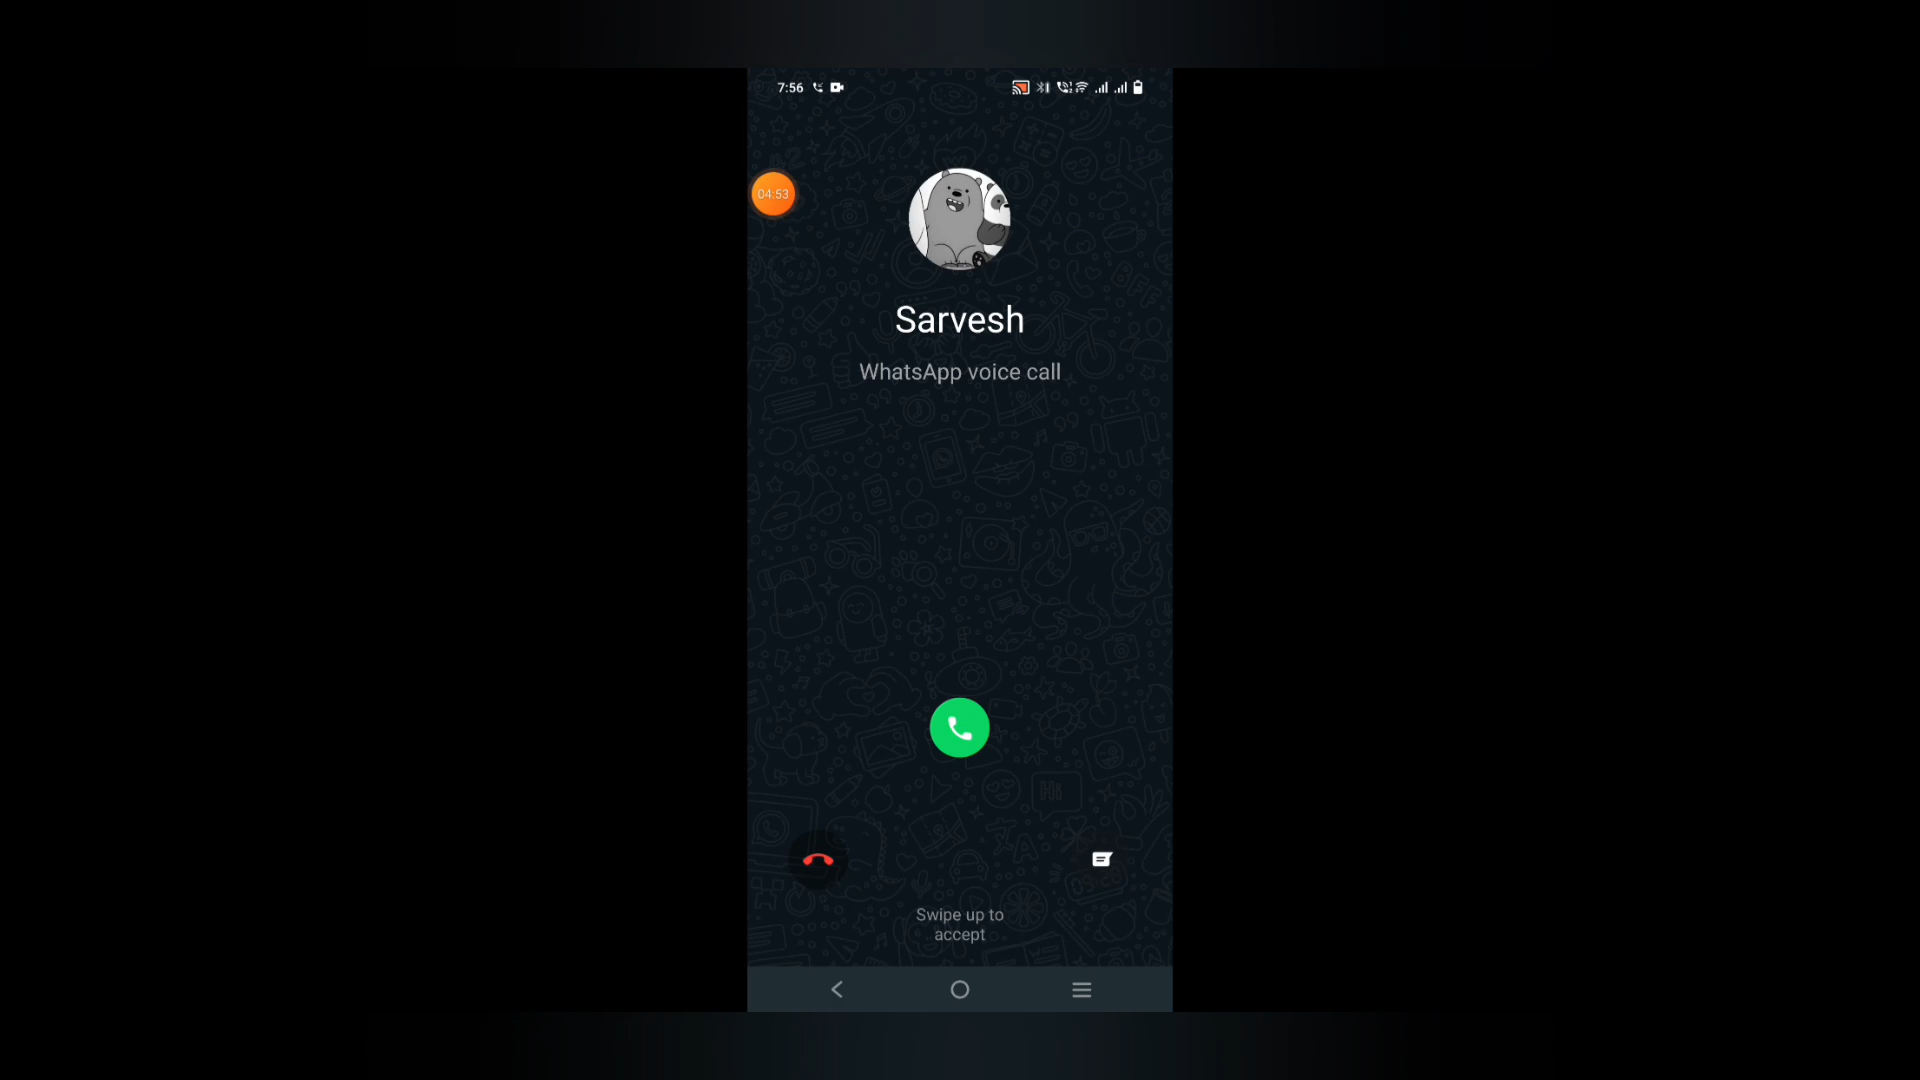 7:56
04:53
Sarvesh
WhatsApp voice call
Swipe up to
accept